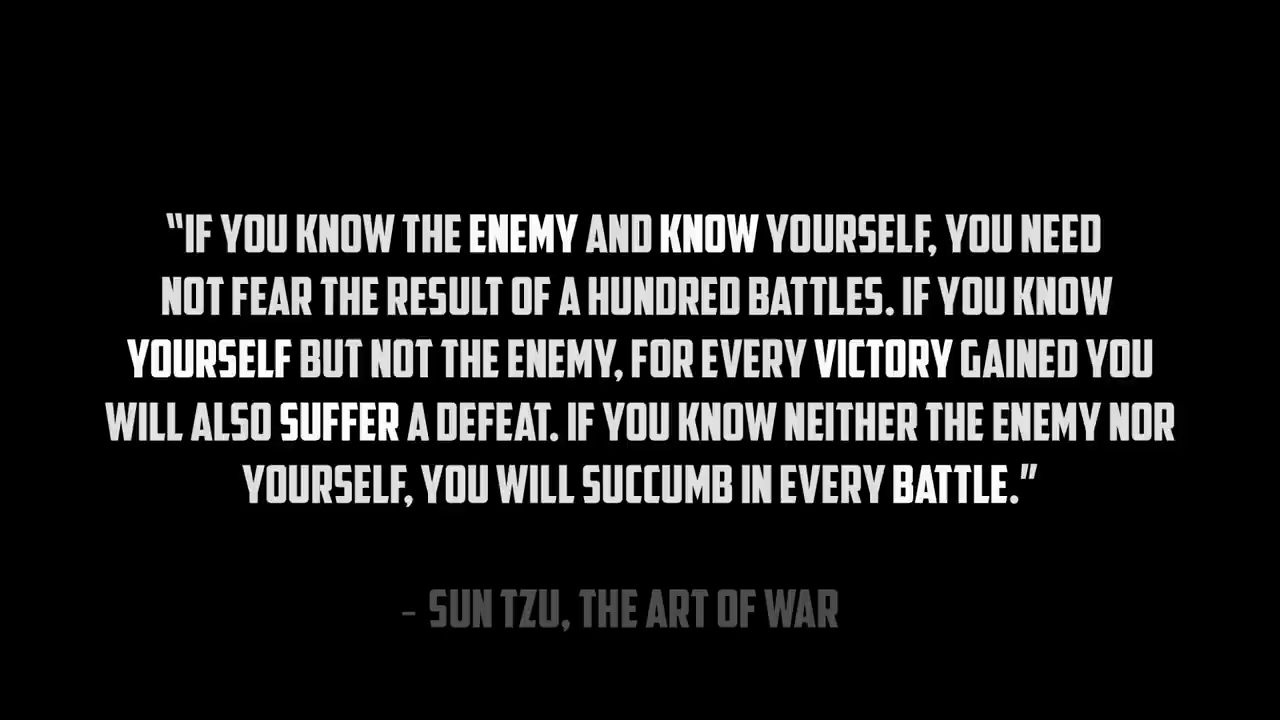 “IF YOU KNOW THE ENEMY AND KNOW YOURSELF, YOU NEED
NOT FEAR THE RESULT OF A HUNDRED BATTLES. IF YOU KNOW
YOURSELF BUT NOT THE ENEMY, FOR EVERY VICTORY GAINED YOU
WILL ALSO SUFFER A DEFEAT. IF YOU KNOW NEITHER THE ENEMY NOR
YOURSELF, YOU WILL SUCCUMB IN EVERY BATTLE.”
- SUN TZU, THE ART OF WAR